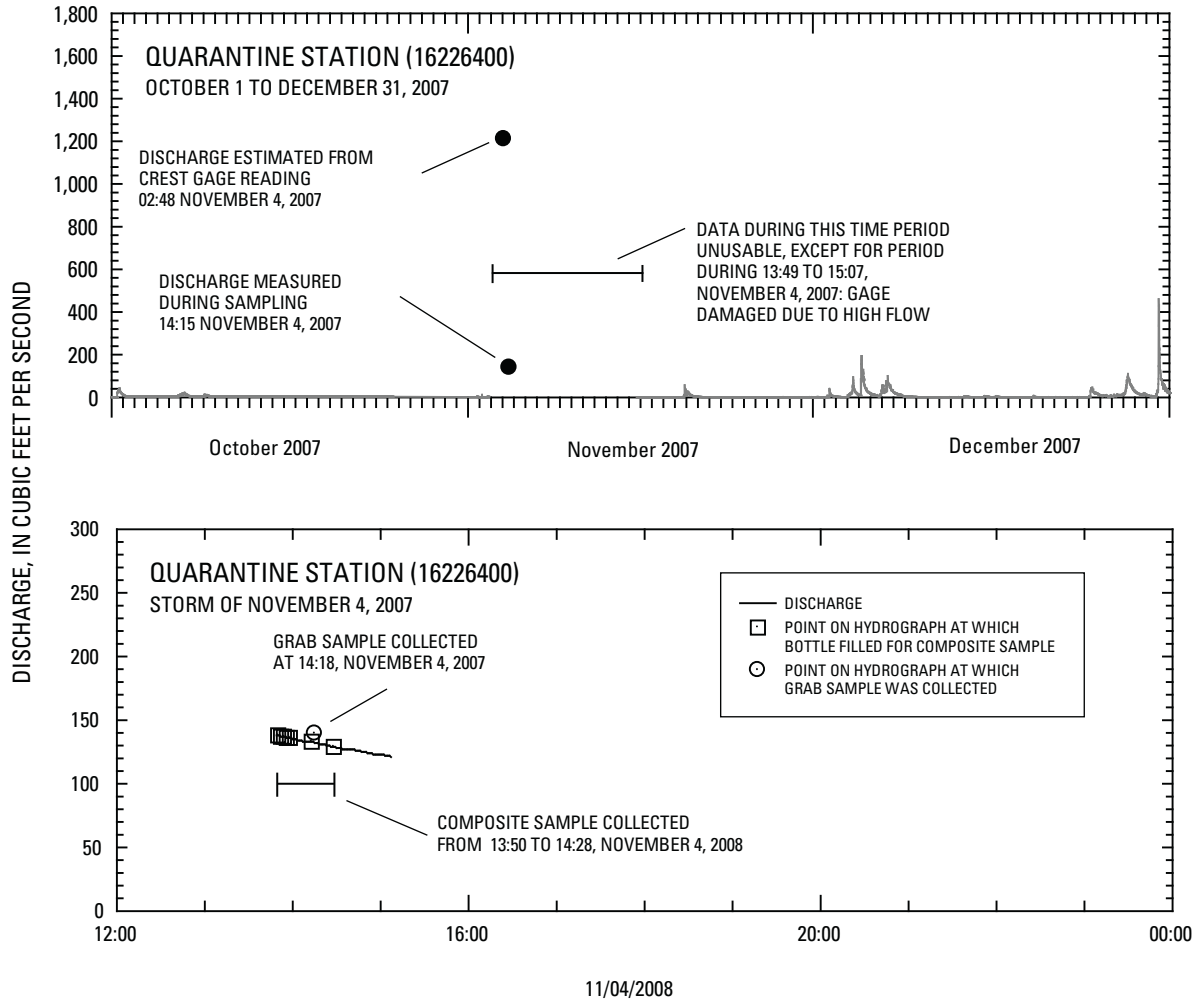 DISCHARGE, IN CUBIC FEET PER SECOND
1,800
1,600
1,400
1,200
1,000
800
600
400
200
0
QUARANTINE STATION (16226400)
OCTOBER 1 TO DECEMBER 31, 2007
DISCHARGE ESTIMATED FROM
CREST GAGE READING
02:48 NOVEMBER 4, 2007
DISCHARGE MEASURED
DURING SAMPLING
14:15 NOVEMBER 4, 2007
DATA DURING THIS TIME PERIOD
UNUSABLE, EXCEPT FOR PERIOD
DURING 13:49 TO 15:07,
NOVEMBER 4, 2007: GAGE
DAMAGED DUE TO HIGH FLOW
October 2007
November 2007
December 2007
300
250
200
150
100
50
0
QUARANTINE STATION (16226400)
STORM OF NOVEMBER 4, 2007
GRAB SAMPLE COLLECTED
AT 14:18, NOVEMBER 4, 2007
DISCHARGE
POINT ON HYDROGRAPH AT WHICH
BOTTLE FILLED FOR COMPOSITE SAMPLE
POINT ON HYDROGRAPH AT WHICH
GRAB SAMPLE WAS COLLECTED
COMPOSITE SAMPLE COLLECTED
FROM 13:50 TO 14:28, NOVEMBER 4, 2008
12:00
16:00
20:00
00:00
11/04/2008